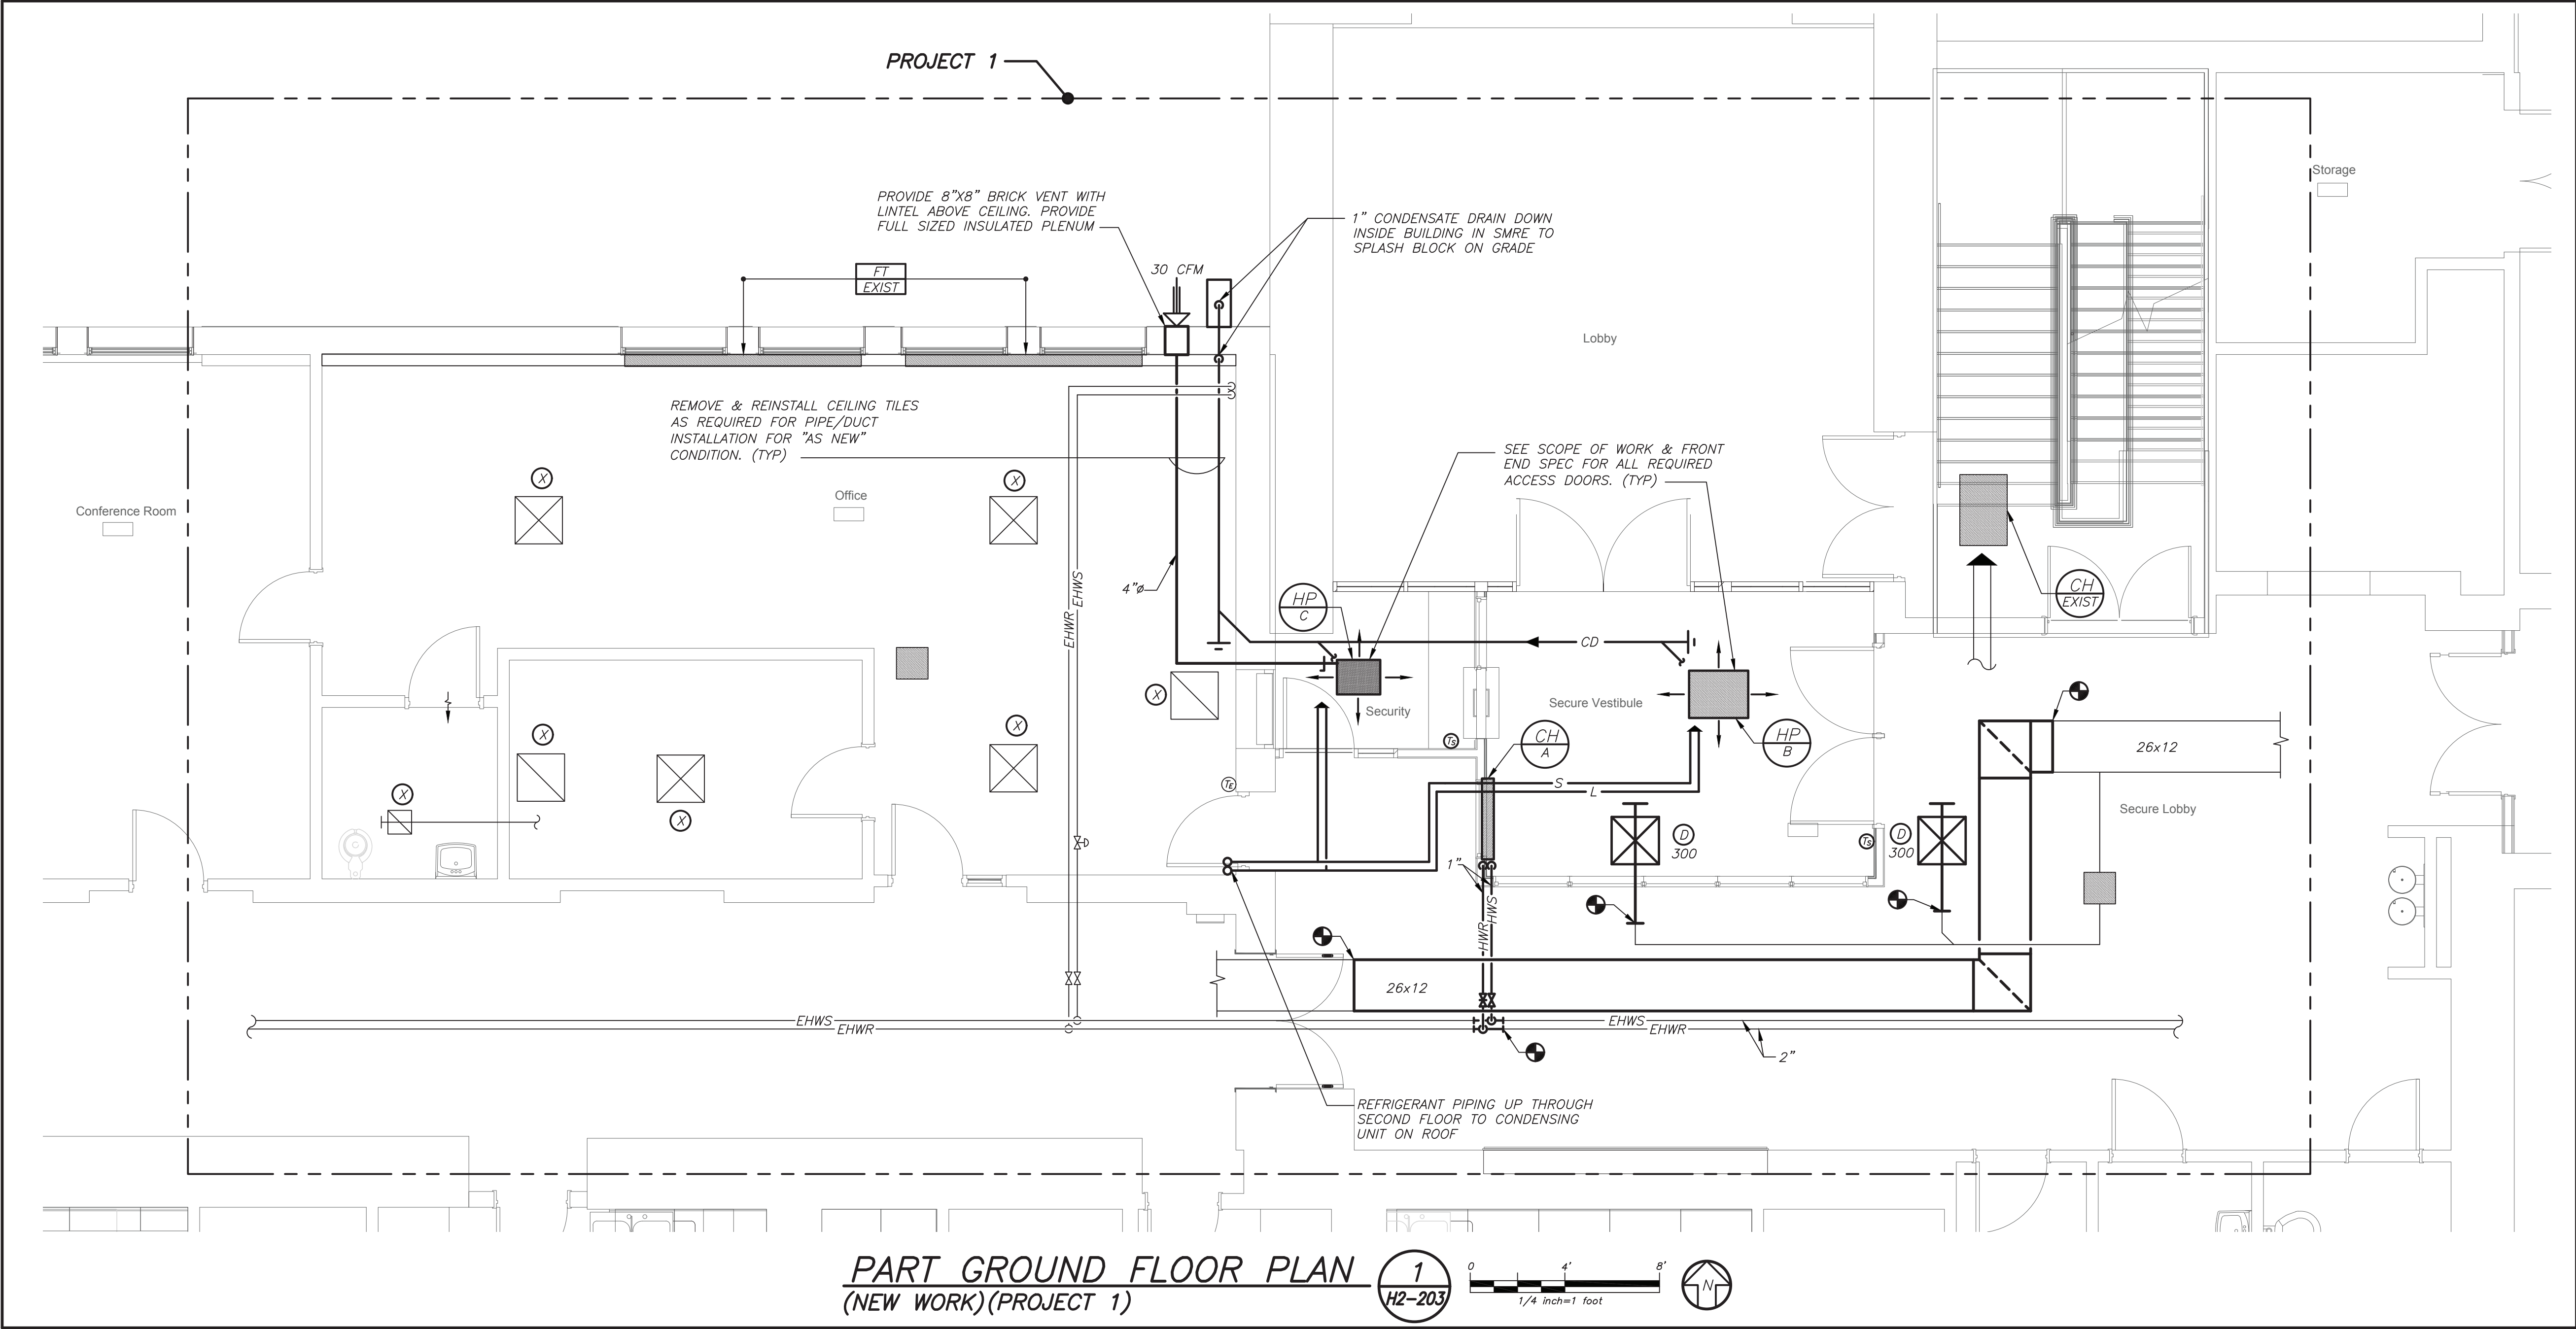 PROJECT 1
Storage
PROVIDE 8"X8" BRICK VENT WITH
LINTEL ABOVE CEILING. PROVIDE
FULL SIZED INSULATED PLENUM
1" CONDENSATE DRAIN DOWN
INSIDE BUILDING IN SMRE TO
SPLASH BLOCK ON GRADE
30 CFM
FT
EXIST
Lobby
REMOVE & REINSTALL CEILING TILES
AS REQUIRED FOR PIPE/DUCT
INSTALLATION FOR "AS NEW"
CONDITION. (TYP)
SEE SCOPE OF WORK & FRONT
END SPEC FOR ALL REQUIRED
ACCESS DOORS. (TYP)
X
X
Office
Conference Room
4"ø
EHWR
EHWS
HP
C
CH
EXIST
CD
X
Security
Secure Vestibule
X
X
TS
CH
A
HP
B
26x12
TE
S
L
X
X
Secure Lobby
D
300
TS
D
300
1"
HWR
HWS
26x12
EHWS
EHWR
EHWS
EHWR
2"
REFRIGERANT PIPING UP THROUGH
SECOND FLOOR TO CONDENSING
UNIT ON ROOF
PART GROUND FLOOR PLAN
(NEW WORK)(PROJECT 1)
1
H2-203
0 4' 8'
1/4 inch=1 foot
N